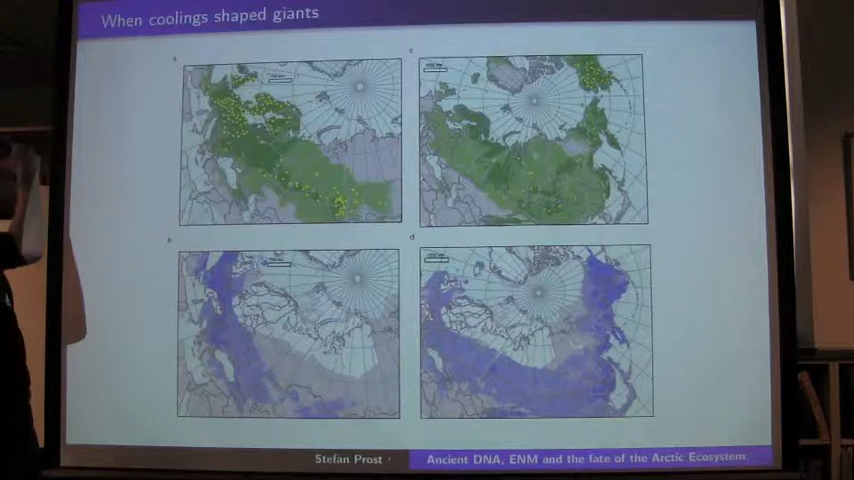 When coolings shaped giants
a
c
b
d
Stefan Prost
Ancient DNA, ENM and the fate of the Arctic Ecosystem